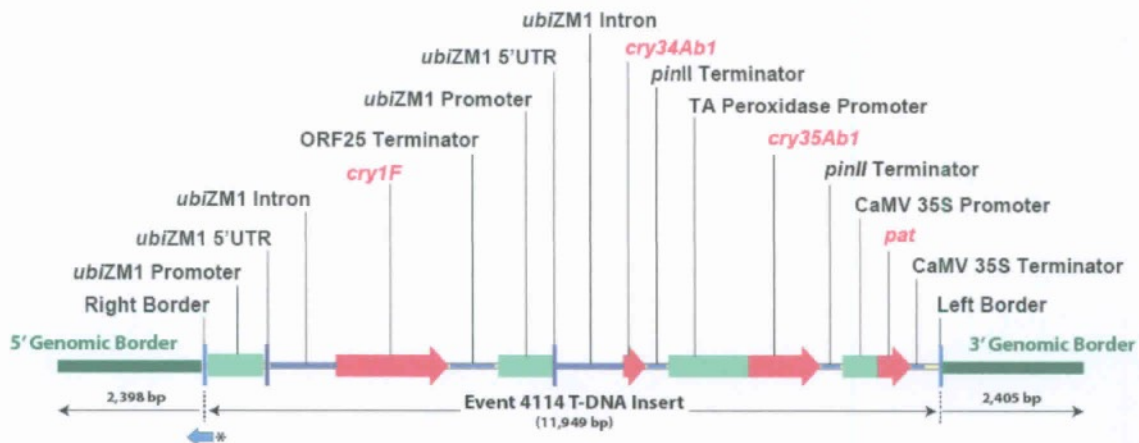 ubiZM1 Intron
cry34Ab1
ubiZM1 5'UTR
pinII Terminator
ubiZM1 Promoter
TA Peroxidase Promoter
ORF25 Terminator
cry35Ab1
cry1F
pinII Terminator
ubiZM1 Intron
CaMV 35S Promoter
ubiZM1 5'UTR
pat
ubiZM1 Promoter
CaMV 35S Terminator
Right Border
Left Border
5' Genomic Border
3' Genomic Border
2,398 bp
Event 4114 T-DNA Insert
2,405 bp
(11,949 bp)
*